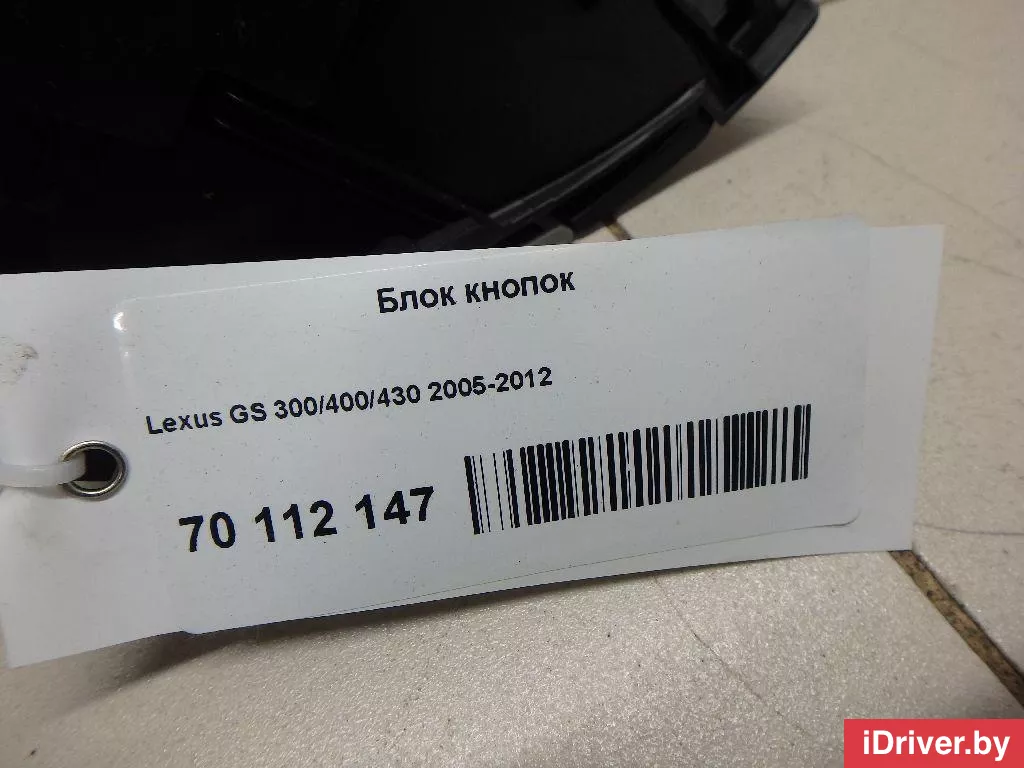 Блок кнопок
Lexus GS 300/400/430 2005-2012
70 112 147
iDriver.by